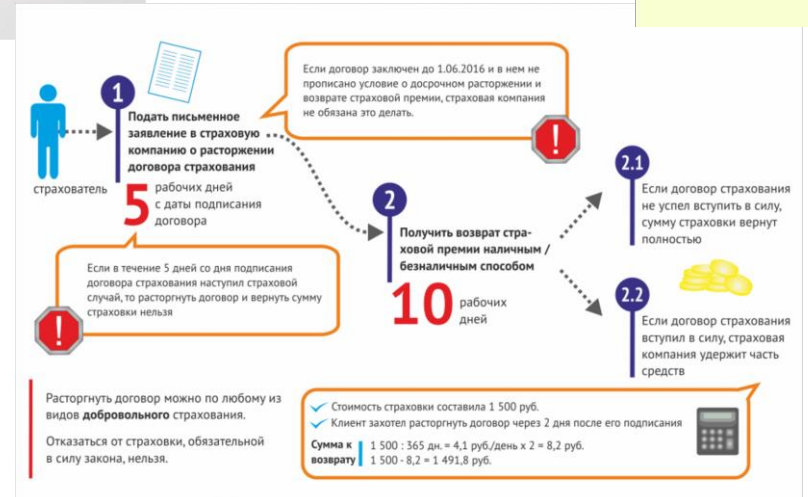 1
Подать письменное
заявление в страховую
компанию о расторжении
договора страхования
страхователь
5 рабочих дней
с даты подписания
договора
Если договор заключен до 1.06.2016 и в нем не
прописано условие о досрочном расторжении и
возврате страховой премии, страховая компания
не обязана это делать.
!
Если в течение 5 дней со дня подписания
договора страхования наступил страховой
случай, то расторгнуть договор и вернуть сумму
страховки нельзя
!
2
Получить возврат стра-
ховой премии наличным /
безналичным способом
10 рабочих
дней
2.1
Если договор страхования
не успел вступить в силу,
сумму страховки вернут
полностью
2.2
Если договор страхования
вступил в силу, страховая
компания удержит часть
средств
Расторгнуть договор можно по любому из
видов добровольного страхования.
Отказаться от страховки, обязательной
в силу закона, нельзя.
Стоимость страховки составила 1 500 руб.
Клиент захотел расторгнуть договор через 2 дня после его подписания
Сумма к 1 500 : 365 дн. = 4,1 руб./день x 2 = 8,2 руб.
возврату 1 500 - 8,2 = 1 491,8 руб.